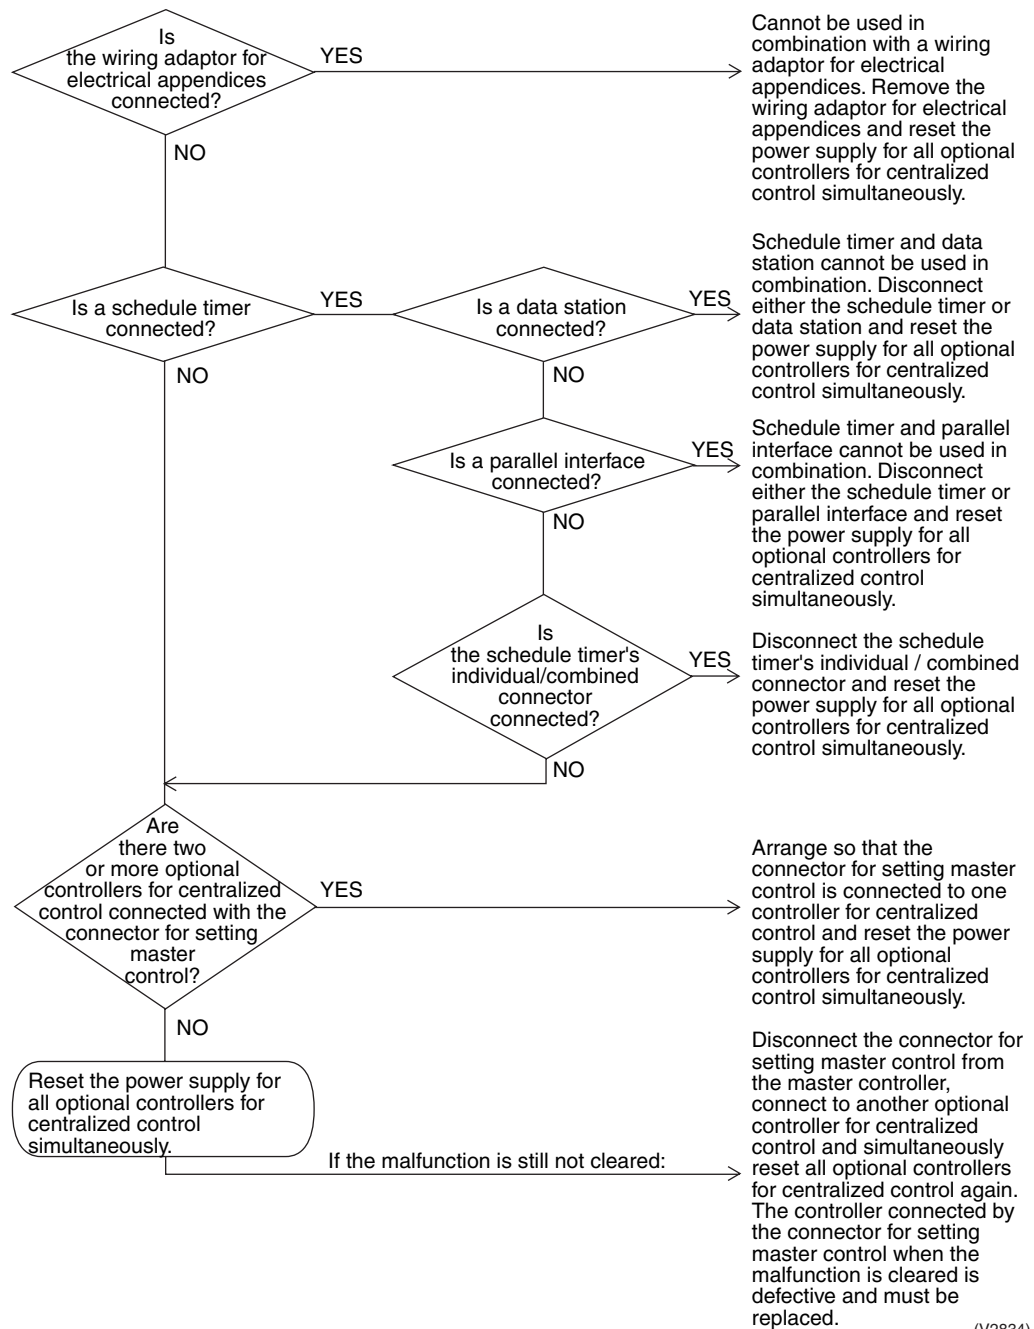 Is
the wiring adaptor for
electrical appendices
connected?
YES
Cannot be used in
combination with a wiring
adaptor for electrical
appendices. Remove the
wiring adaptor for electrical
appendices and reset the
power supply for all optional
controllers for centralized
control simultaneously.
NO
Is a schedule timer
connected?
YES
Is a data station
connected?
YES
Schedule timer and data
station cannot be used in
combination. Disconnect
either the schedule timer or
data station and reset the
power supply for all optional
controllers for centralized
control simultaneously.
NO
NO
Is a parallel interface
connected?
YES
Schedule timer and parallel
interface cannot be used in
combination. Disconnect
either the schedule timer or
parallel interface and reset
the power supply for all
optional controllers for
centralized control
simultaneously.
NO
Is
the schedule timer's
individual/combined
connector
connected?
YES
Disconnect the schedule
timer's individual / combined
connector and reset the
power supply for all optional
controllers for centralized
control simultaneously.
NO
Are
there two
or more optional
controllers for centralized
control connected with the
connector for setting
master
control?
YES
Arrange so that the
connector for setting master
control is connected to one
controller for centralized
control and reset the power
supply for all optional
controllers for centralized
control simultaneously.
NO
Reset the power supply for
all optional controllers for
centralized control
simultaneously.
If the malfunction is still not cleared:
Disconnect the connector for
setting master control from
the master controller,
connect to another optional
controller for centralized
control and simultaneously
reset all optional controllers
for centralized control again.
The controller connected by
the connector for setting
master control when the
malfunction is cleared is
defective and must be
replaced.
(V2834)